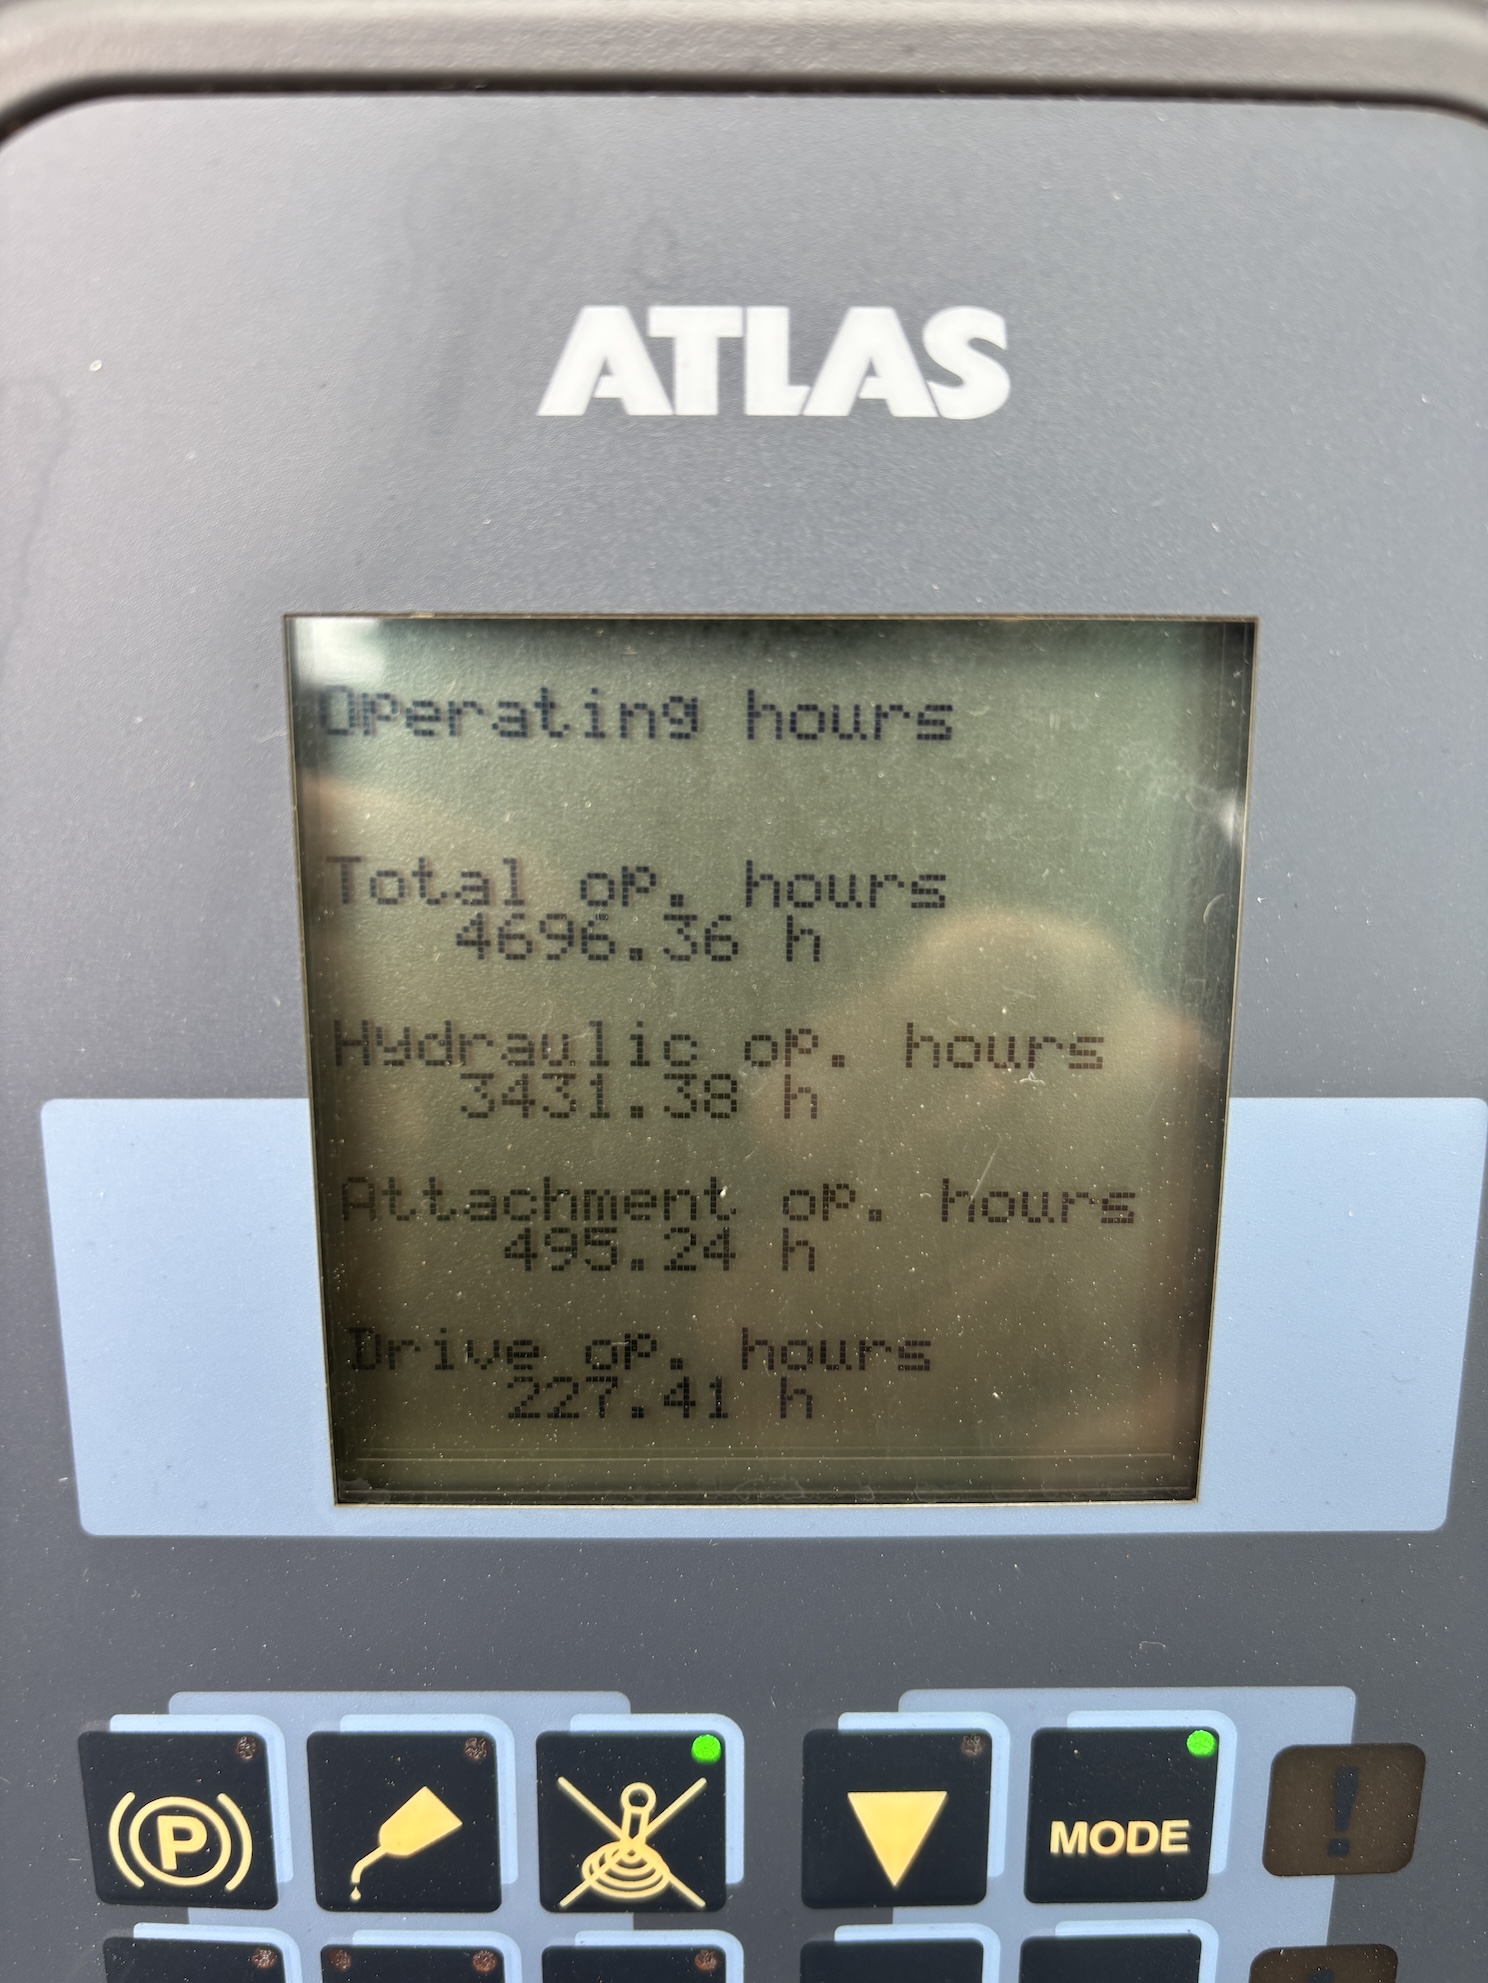 ATLAS
Operating hours
Total op. hours
4696.36 h
Hydraulic op. hours
3431.38 h
Attachment op. hours
495.24 h
Drive op. hours
227.41 h
P
MODE
!